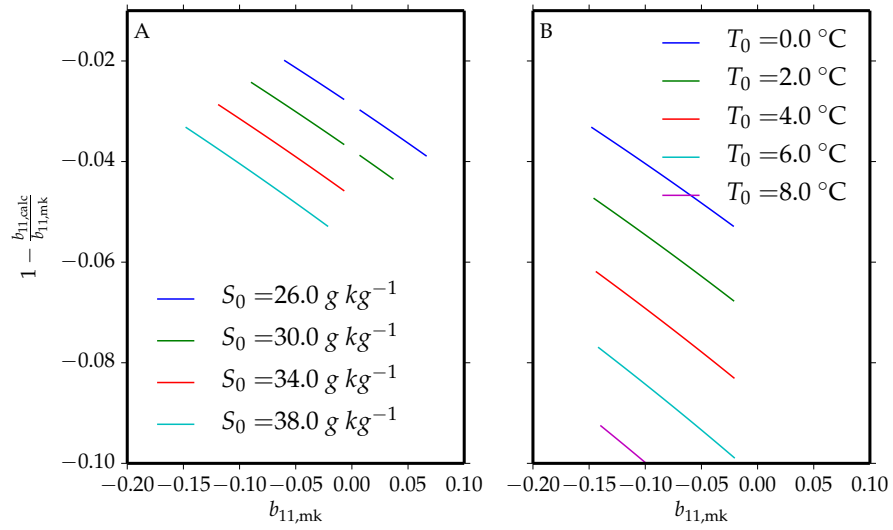 A
−0.02
−0.04
−0.06
−0.08
−0.10
1 − b11,calc / b11,mk
S0 =26.0 g kg−1
S0 =30.0 g kg−1
S0 =34.0 g kg−1
S0 =38.0 g kg−1
−0.20 −0.15 −0.10 −0.05 0.00 0.05 0.10
b11,mk
B
T0 =0.0 °C
T0 =2.0 °C
T0 =4.0 °C
T0 =6.0 °C
T0 =8.0 °C
−0.20 −0.15 −0.10 −0.05 0.00 0.05 0.10
b11,mk